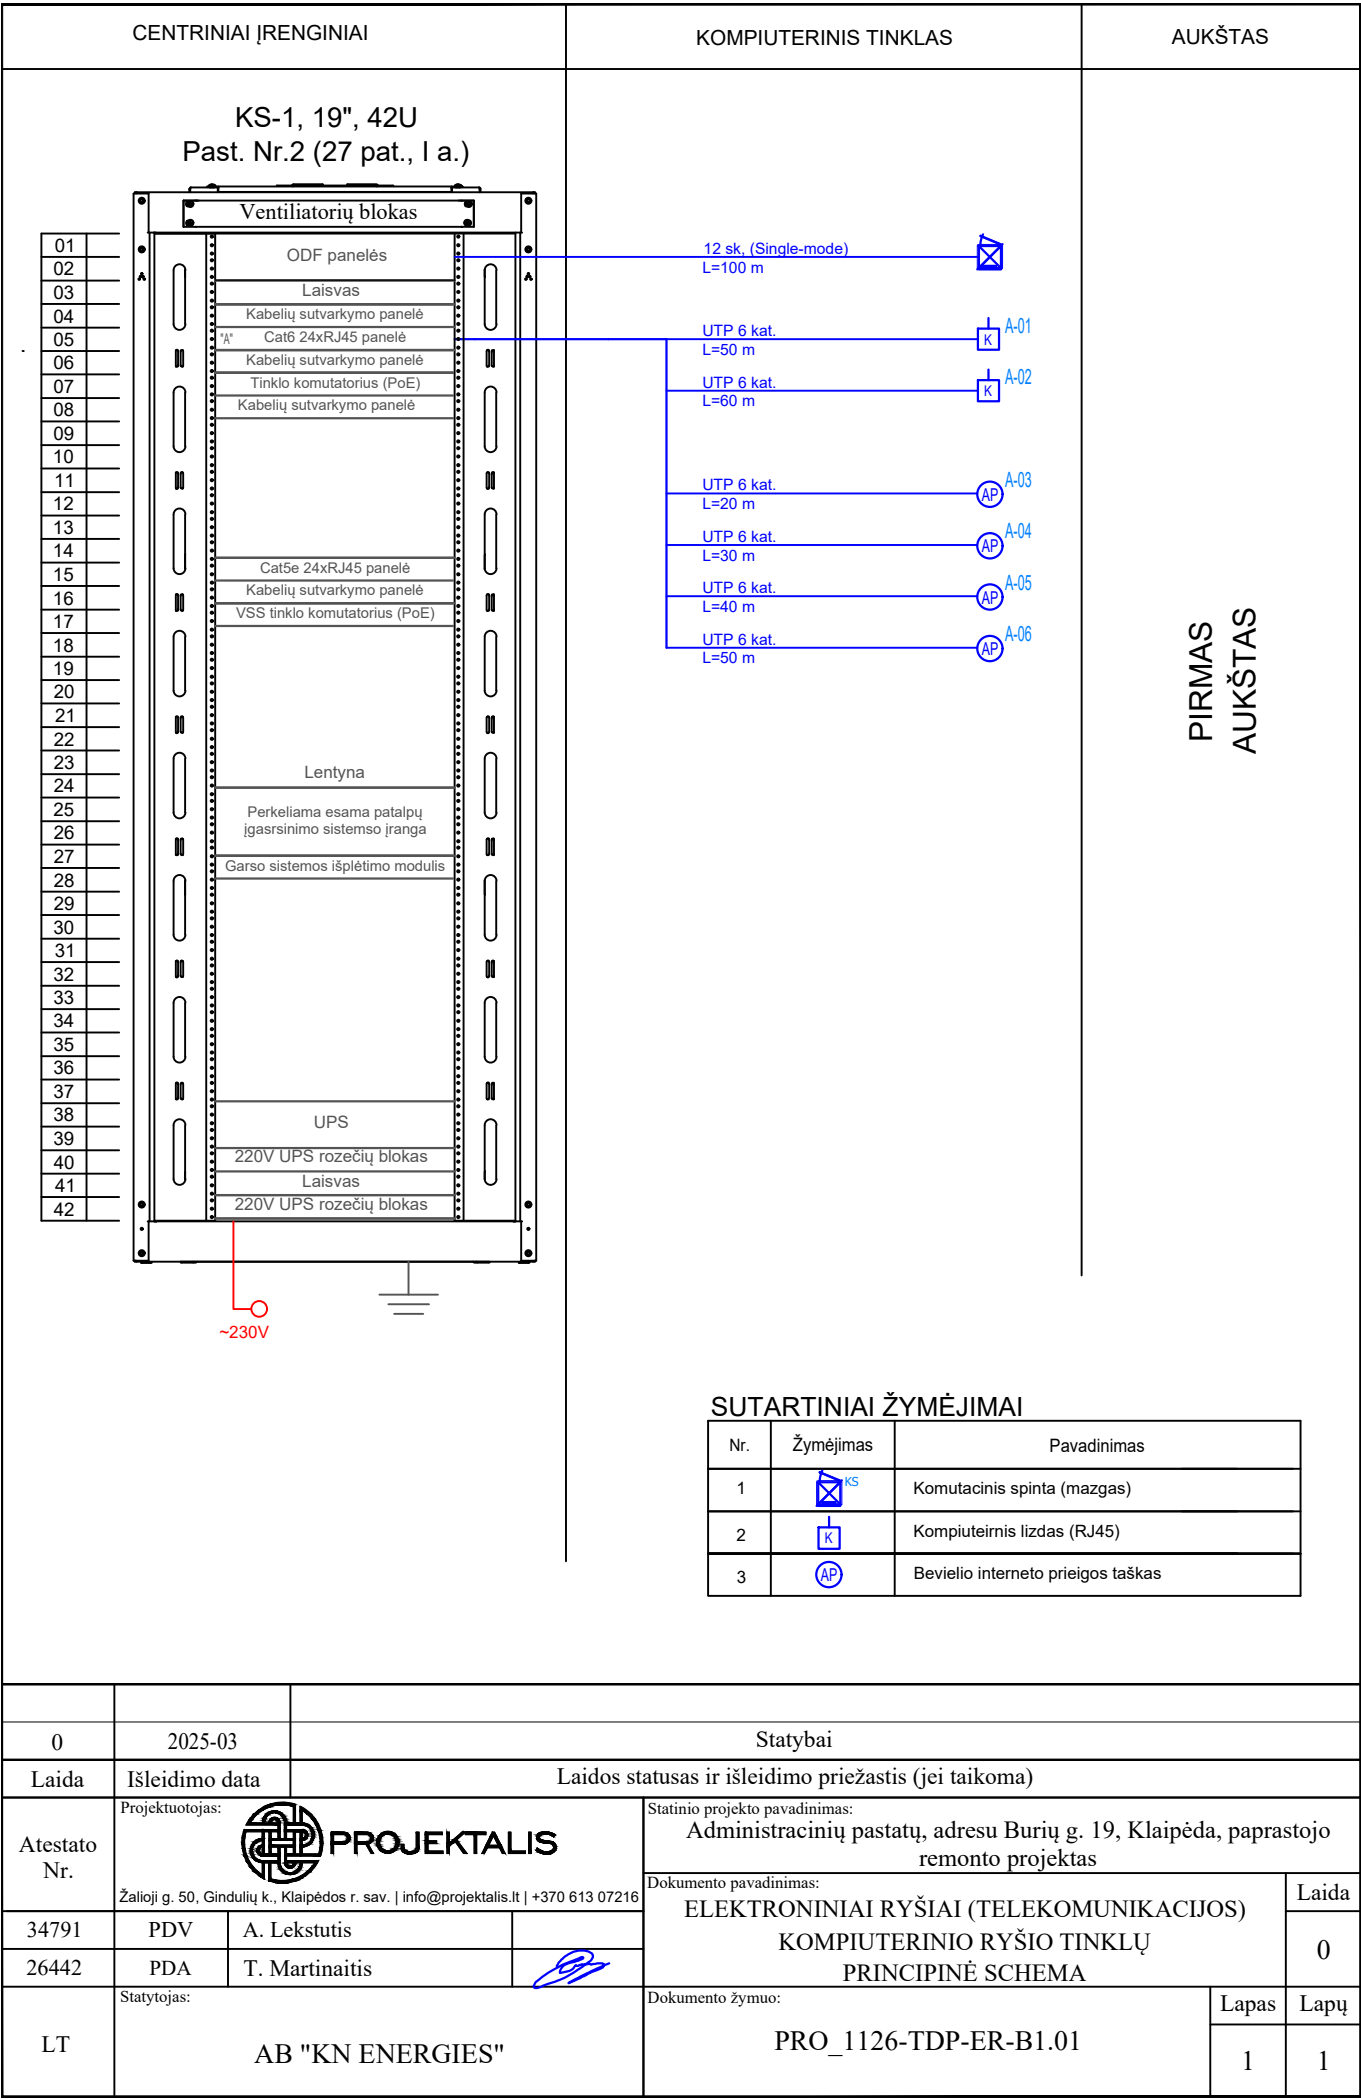 CENTRINIAI ĮRENGINIAI
KOMPIUTERINIS TINKLAS
AUKŠTAS
KS-1, 19", 42U
Past. Nr.2 (27 pat., I a.)
Ventiliatorių blokas
01
02
03
04
05
06
07
08
09
10
11
12
13
14
15
16
17
18
19
20
21
22
23
24
25
26
27
28
29
30
31
32
33
34
35
36
37
38
39
40
41
42
ODF panelės
Laisvas
Kabelių sutvarkymo panelė
"A" Cat6 24xRJ45 panelė
Kabelių sutvarkymo panelė
Tinklo komutatorius (PoE)
Kabelių sutvarkymo panelė
Cat5e 24xRJ45 panelė
Kabelių sutvarkymo panelė
VSS tinklo komutatorius (PoE)
Lentyna
Perkeliama esama patalpų
įgasrsinimo sistemso įranga
Garso sistemos išplėtimo modulis
UPS
220V UPS rozečių blokas
Laisvas
220V UPS rozečių blokas
~230V
12 sk, (Single-mode)
L=100 m
UTP 6 kat.
L=50 m
K
A-01
UTP 6 kat.
L=60 m
K
A-02
UTP 6 kat.
L=20 m
AP
A-03
UTP 6 kat.
L=30 m
AP
A-04
UTP 6 kat.
L=40 m
AP
A-05
UTP 6 kat.
L=50 m
AP
A-06
PIRMAS
AUKŠTAS
SUTARTINIAI ŽYMĖJIMAI
Nr. Žymėjimas Pavadinimas
1 KS Komutacinis spinta (mazgas)
2 K Kompiuteirnis lizdas (RJ45)
3 AP Bevielio interneto prieigos taškas
0 2025-03 Statybai
Laida Išleidimo data Laidos statusas ir išleidimo priežastis (jei taikoma)
Atestato
Nr.
Projektuotojas:
PROJEKTALIS
Žalioji g. 50, Gindulių k., Klaipėdos r. sav. | info@projektalis.lt | +370 613 07216
Statinio projekto pavadinimas:
Administracinių pastatų, adresu Burių g. 19, Klaipėda, paprastojo
remonto projektas
34791 PDV A. Lekstutis
26442 PDA T. Martinaitis
Dokumento pavadinimas:
ELEKTRONINIAI RYŠIAI (TELEKOMUNIKACIJOS)
KOMPIUTERINIO RYŠIO TINKLŲ
PRINCIPINĖ SCHEMA
Laida
0
LT
Statytojas:
AB "KN ENERGIES"
Dokumento žymuo:
PRO_1126-TDP-ER-B1.01
Lapas Lapų
1 1